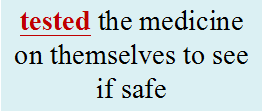 tested the medicine
on themselves to see
if safe